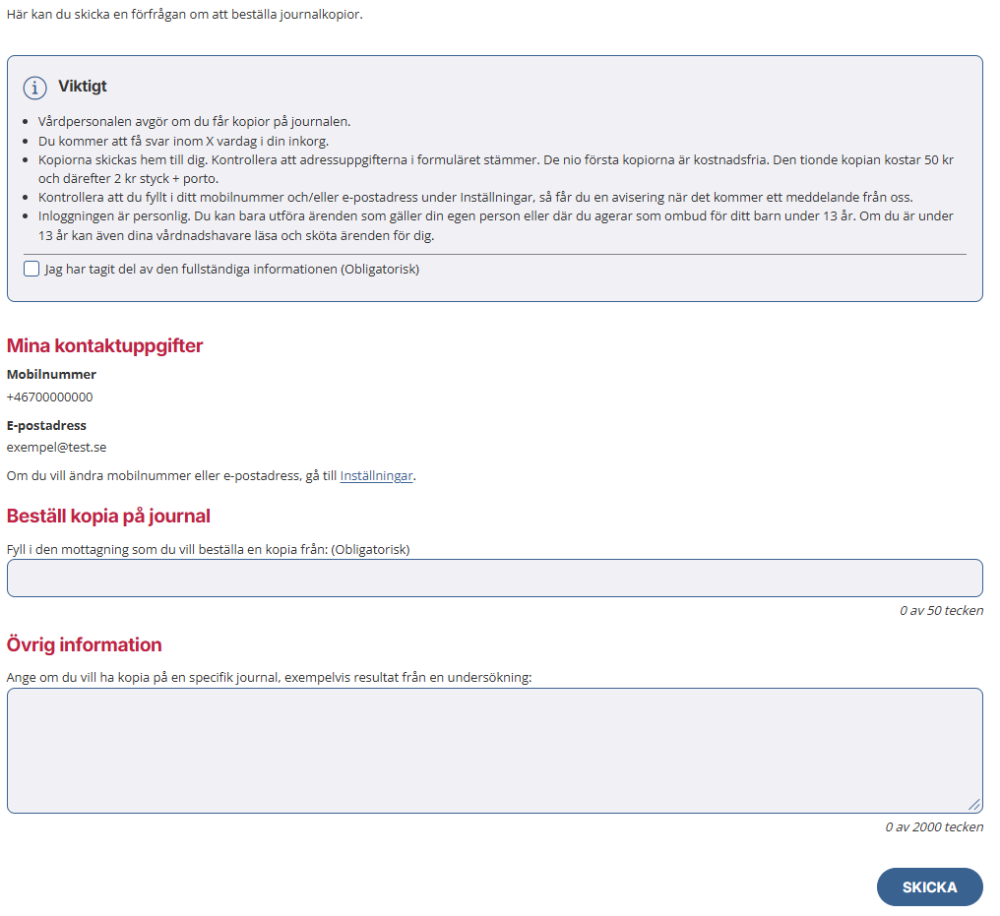 Här kan du skicka en förfrågan om att beställa journalkopior.
Viktigt
Vårdpersonalen avgör om du får kopior på journalen.
Du kommer att få svar inom X vardag i din inkorg.
Kopiorna skickas hem till dig. Kontrollera att adressuppgifterna i formuläret stämmer. De nio första kopiorna är kostnadsfria. Den tionde kopian kostar 50 kr
och därefter 2 kr styck + porto.
Kontrollera att du fyllt i ditt mobilnummer och/eller e-postadress under Inställningar, så får du en avisering när det kommer ett meddelande från oss.
Inloggningen är personlig. Du kan bara utföra ärenden som gäller din egen person eller där du agerar som ombud för ditt barn under 13 år. Om du är under
13 år kan även dina vårdnadshavare läsa och sköta ärenden för dig.
Jag har tagit del av den fullständiga informationen (Obligatorisk)
Mina kontaktuppgifter
Mobilnummer
+46700000000
E-postadress
exempel@test.se
Om du vill ändra mobilnummer eller e-postadress, gå till Inställningar.
Beställ kopia på journal
Fyll i den mottagning som du vill beställa en kopia från: (Obligatorisk)
0 av 50 tecken
Övrig information
Ange om du vill ha kopia på en specifik journal, exempelvis resultat från en undersökning:
0 av 2000 tecken
SKICKA